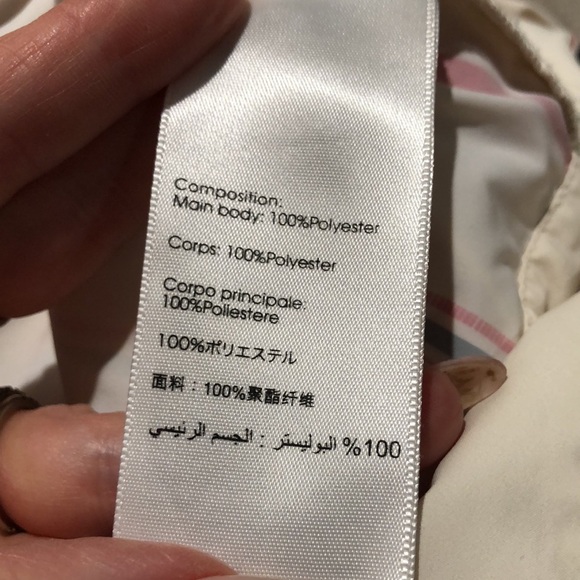 Composition:
Main body: 100%Polyester
Corps: 100%Polyester
Corpo principale:
100%Poliestere
100%ポリエステル
面料：100%聚酯纤维
الجسم الرئيسي : البوليستر %100